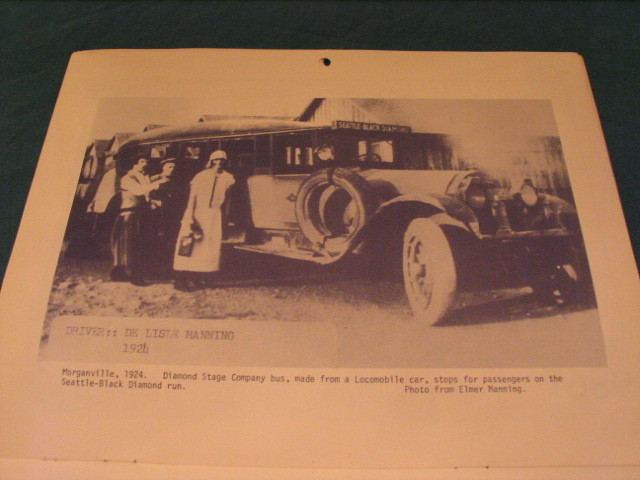 SEATTLE-BLACK DIAMOND
DRIVER:: DE LISLE MANNING
1924
Morganville, 1924. Diamond Stage Company bus, made from a Locomobile car, stops for passengers on the
Seattle-Black Diamond run. Photo from Elmer Manning.